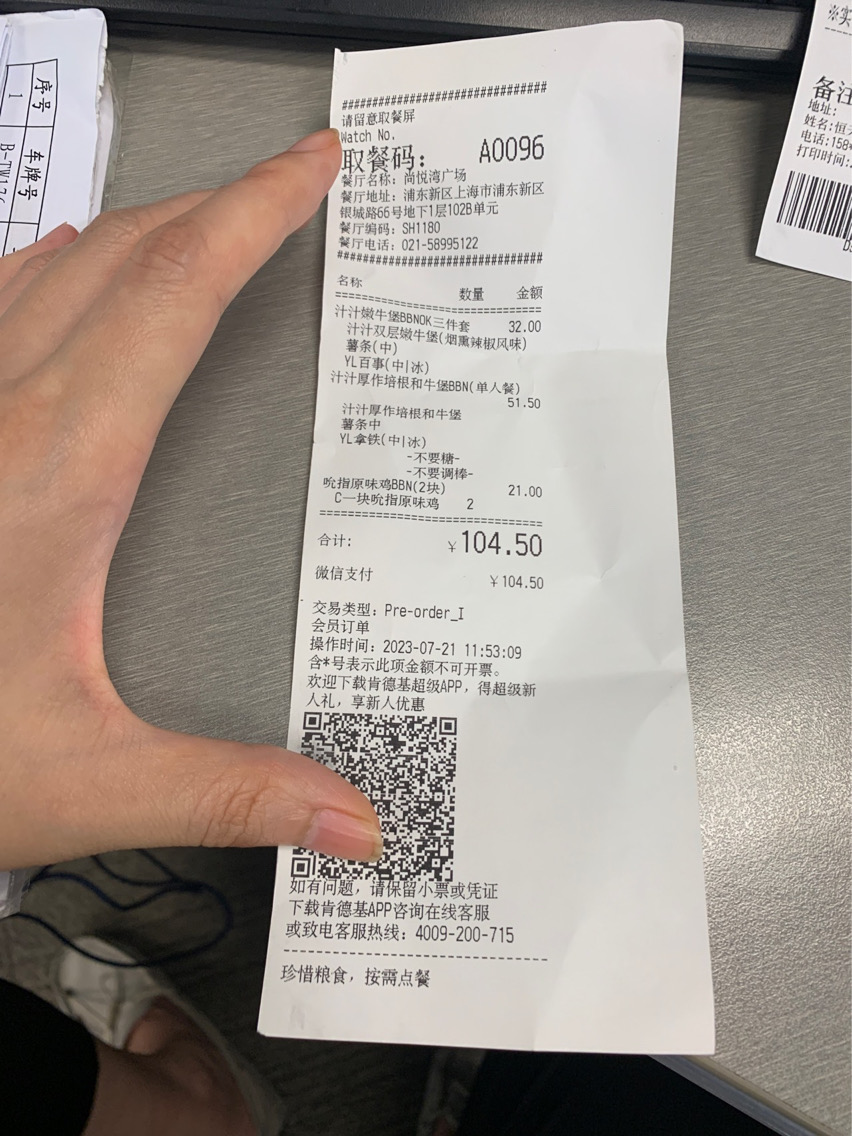 ################################
请留意取餐屏
Watch No.
取餐码: A0096
餐厅名称: 尚悦湾广场
餐厅地址: 浦东新区上海市浦东新区
银城路66号地下1层102B单元
餐厅编码: SH1180
餐厅电话: 021-58995122
################################
名称 数量 金额
================================
汁汁嫩牛堡BBNOK三件套 32.00
汁汁双层嫩牛堡(烟熏辣椒风味)
薯条(中)
YL百事(中|冰)
汁汁厚作培根和牛堡BBN(单人餐)
51.50
汁汁厚作培根和牛堡
薯条中
YL拿铁(中|冰)
-不要糖-
-不要调棒-
吮指原味鸡BBN(2块) 21.00
C一块吮指原味鸡 2
================================
合计: ¥104.50
微信支付 ¥104.50
交易类型: Pre-order_I
会员订单
操作时间: 2023-07-21 11:53:09
含*号表示此项金额不可开票。
欢迎下载肯德基超级APP, 得超级新
人礼, 享新人优惠
如有问题, 请保留小票或凭证
下载肯德基APP咨询在线客服
或致电客服热线: 4009-200-715
--------------------------------
珍惜粮食, 按需点餐
序号
车牌号
1
※实
备注
地址:
姓名:恒
电话:158
打印时间: